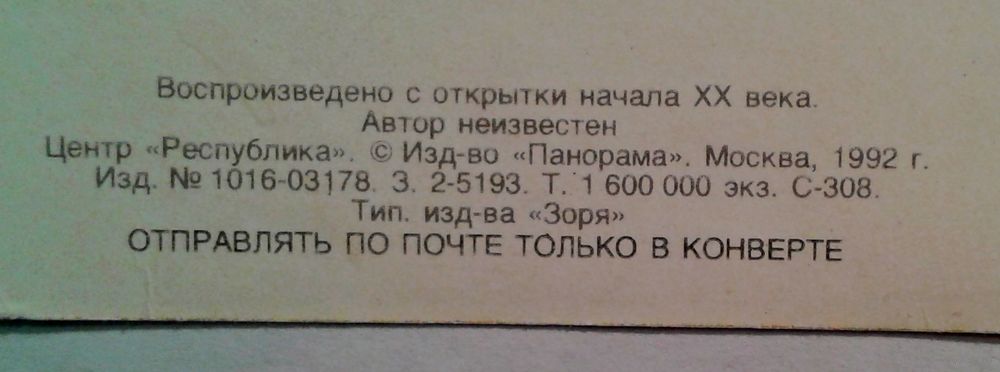 Воспроизведено с открытки начала XX века.
Автор неизвестен
Центр «Республика». © Изд-во «Панорама». Москва, 1992 г.
Изд. № 1016-03178. З. 2-5193. Т. 1 600 000 экз. С-308.
Тип. изд-ва «Зоря»
ОТПРАВЛЯТЬ ПО ПОЧТЕ ТОЛЬКО В КОНВЕРТЕ